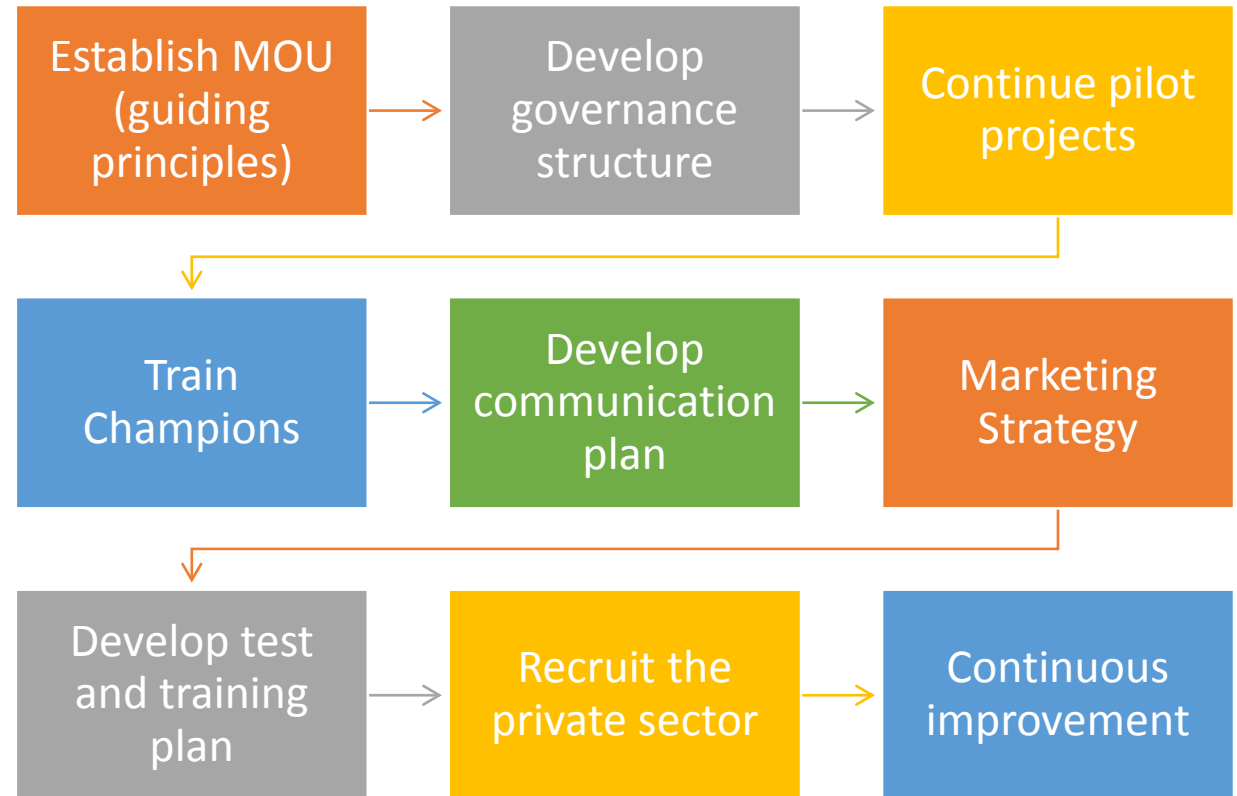 Establish MOU
(guiding
principles)
Develop
governance
structure
Continue pilot
projects
Train
Champions
Develop
communication
plan
Marketing
Strategy
Develop test
and training
plan
Recruit the
private sector
Continuous
improvement